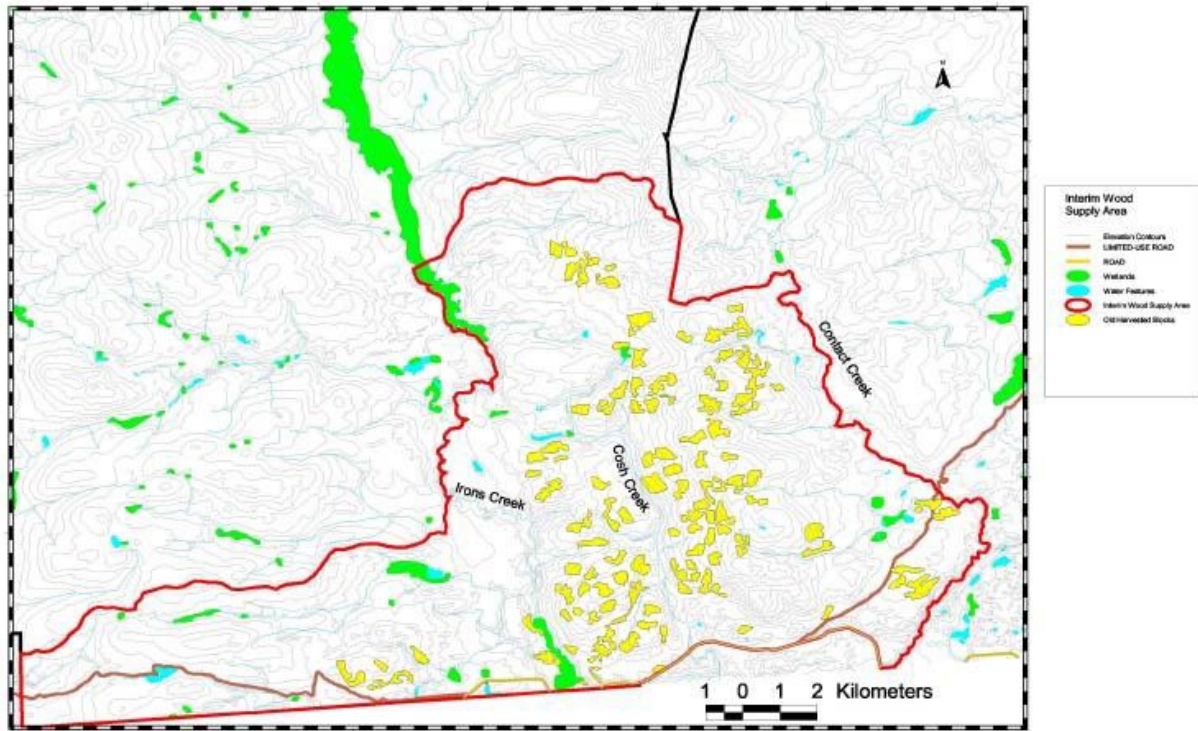 N
Contact Creek
Cosh Creek
Irons Creek
1 0 1 2 Kilometers
Interim Wood
Supply Area
Elevation Contours
LIMITED-USE ROAD
ROAD
Wetlands
Water Features
Interim Wood Supply Area
Old Harvested Blocks